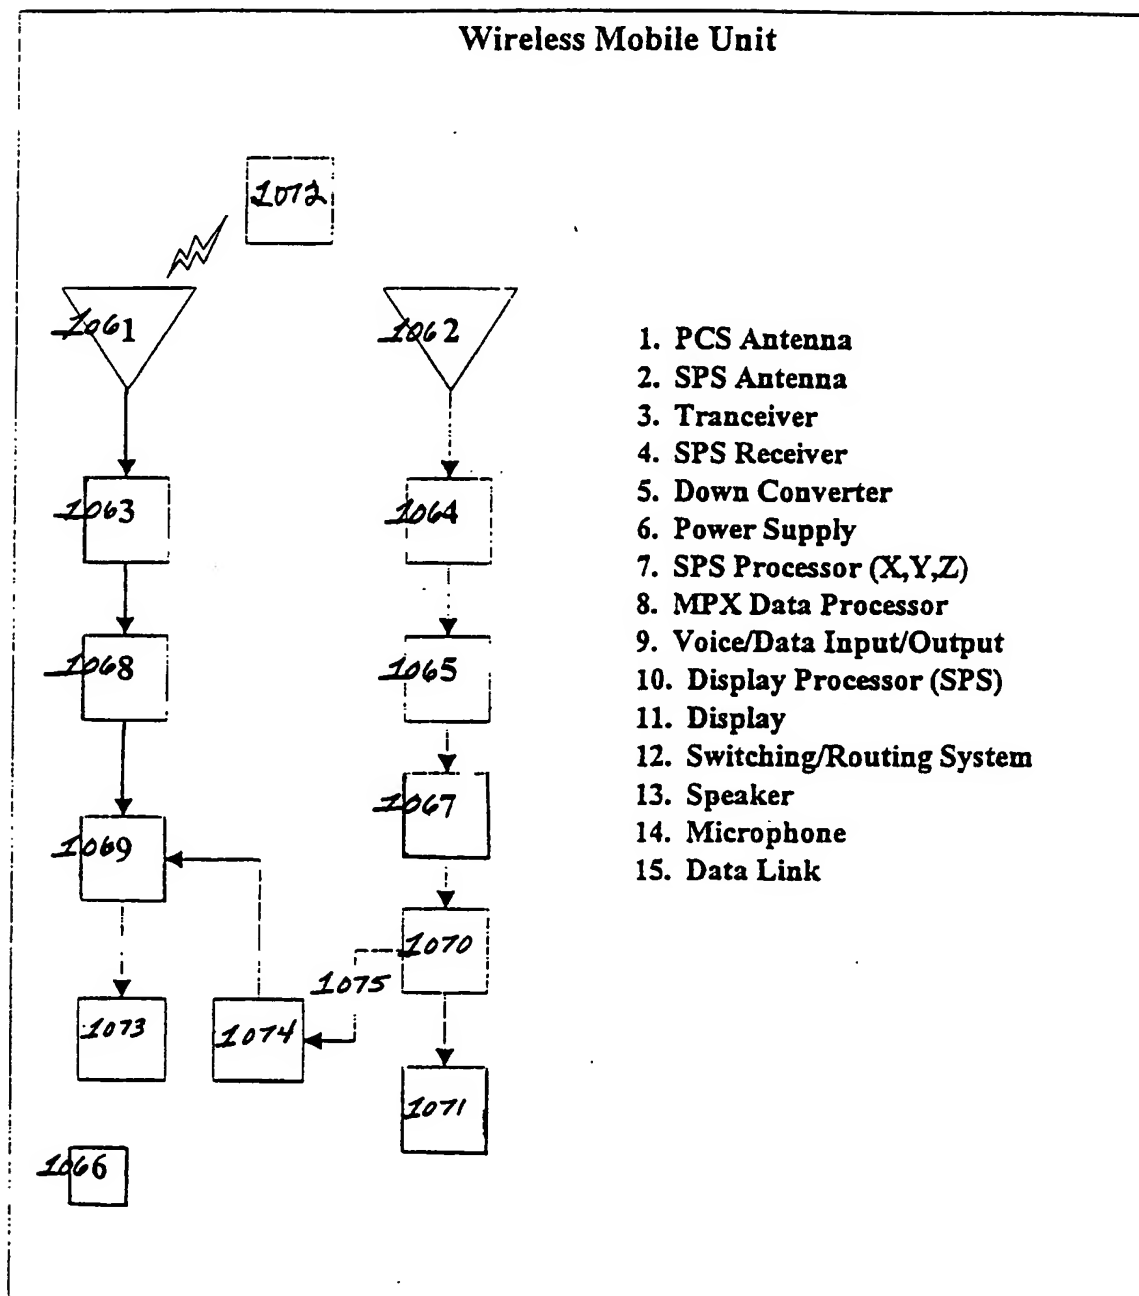 Wireless Mobile Unit
1072
1061
1062
1. PCS Antenna
2. SPS Antenna
3. Tranceiver
4. SPS Receiver
5. Down Converter
6. Power Supply
7. SPS Processor (X,Y,Z)
8. MPX Data Processor
9. Voice/Data Input/Output
10. Display Processor (SPS)
11. Display
12. Switching/Routing System
13. Speaker
14. Microphone
15. Data Link
1063
1064
1068
1065
1067
1069
1070
1075
1073
1074
1071
1066